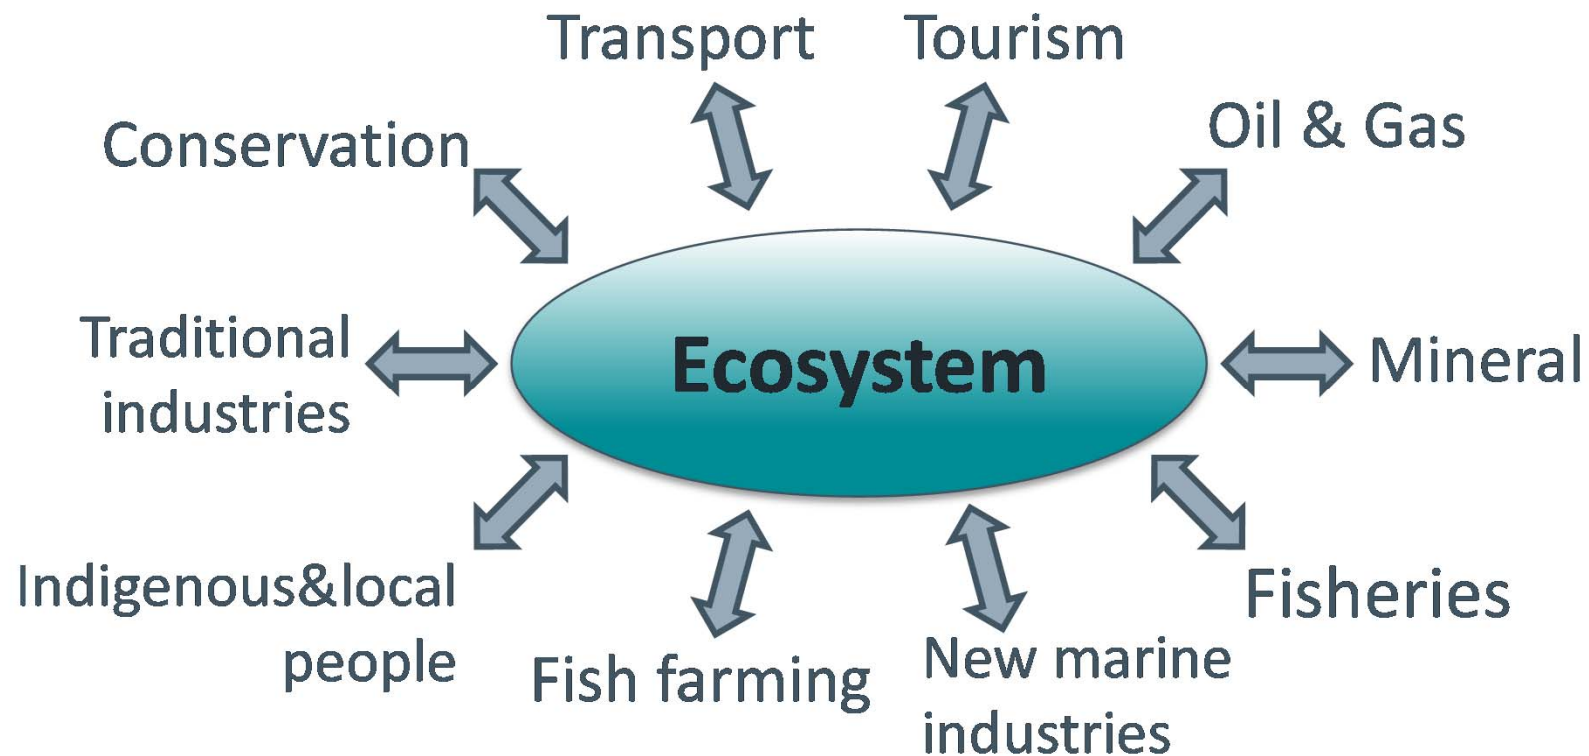 Transport
Tourism
Conservation
Oil & Gas
Traditional
industries
Ecosystem
Mineral
Indigenous&local
people
Fish farming
New marine
industries
Fisheries